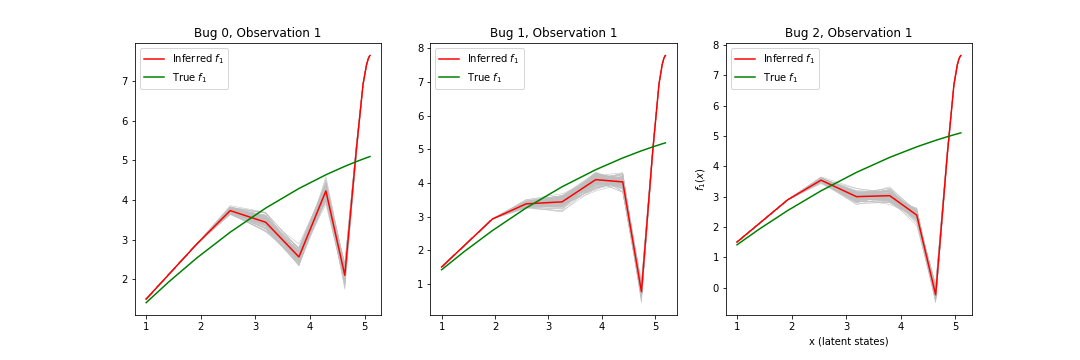 Bug 0, Observation 1
Inferred f₁
True f₁
7
6
5
4
3
2
1 2 3 4 5
Bug 1, Observation 1
Inferred f₁
True f₁
8
7
6
5
4
3
2
1
1 2 3 4 5
Bug 2, Observation 1
Inferred f₁
True f₁
f₁(x)
8
7
6
5
4
3
2
1
0
1 2 3 4 5
x (latent states)